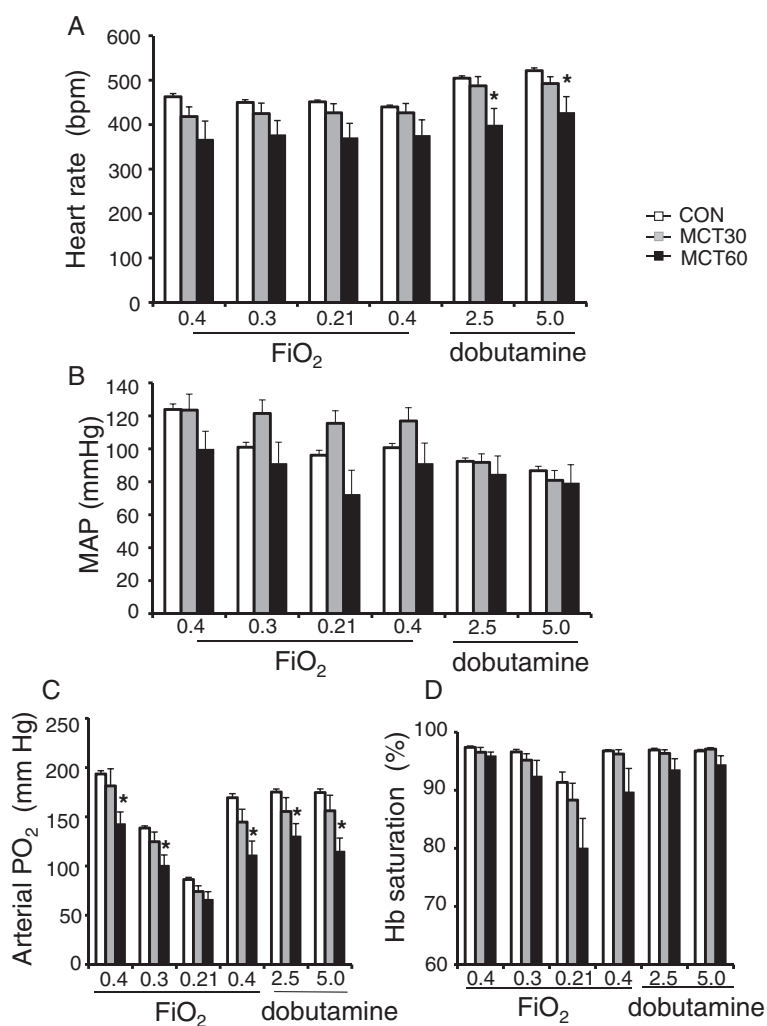 A
Heart rate (bpm)
600
500
400
300
200
100
0
*
*
0.4 0.3 0.21 0.4 2.5 5.0
FiO2 dobutamine
CON
MCT30
MCT60
B
MAP (mmHg)
140
120
100
80
60
40
20
0
0.4 0.3 0.21 0.4 2.5 5.0
FiO2 dobutamine
C
Arterial PO2 (mm Hg)
250
200
150
100
50
0
* * * * *
0.4 0.3 0.21 0.4 2.5 5.0
FiO2 dobutamine
D
Hb saturation (%)
100
90
80
70
60
0.4 0.3 0.21 0.4 2.5 5.0
FiO2 dobutamine